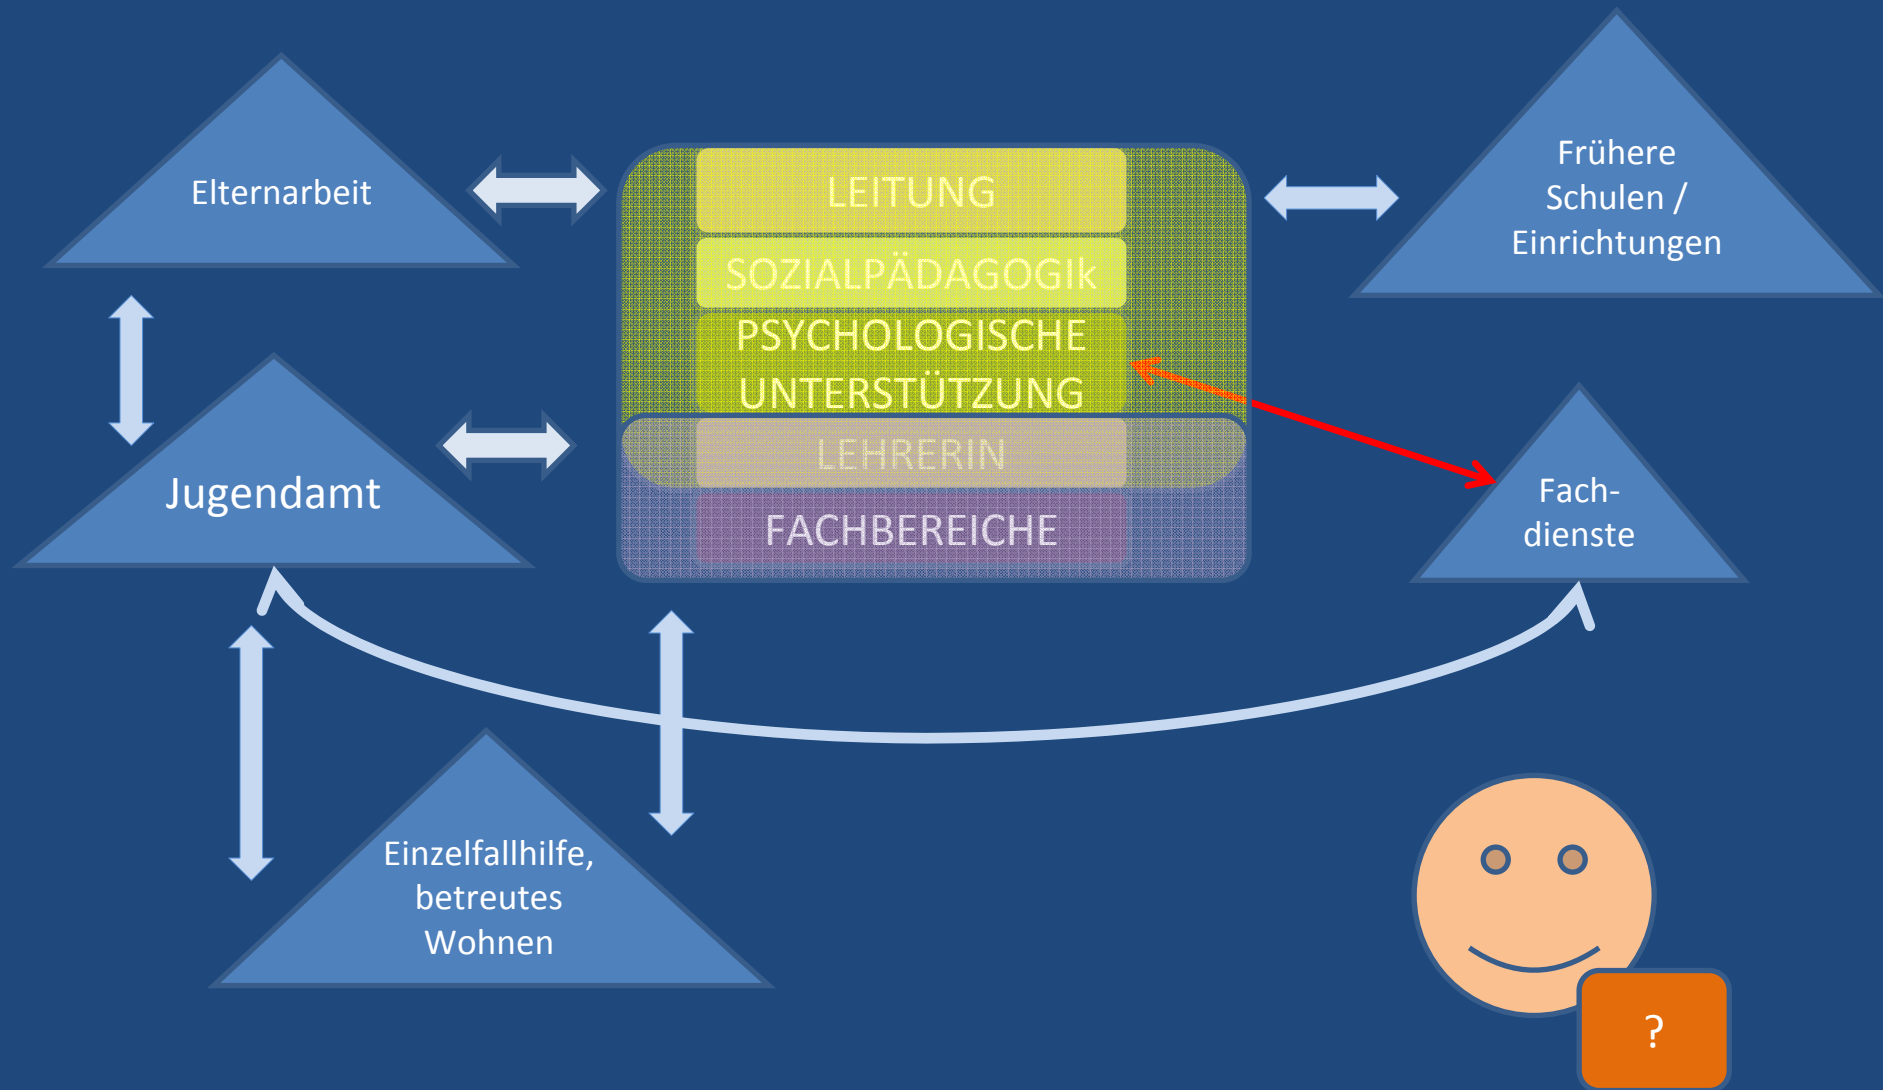 Elternarbeit
LEITUNG
SOZIALPÄDAGOGIk
PSYCHOLOGISCHE
UNTERSTÜTZUNG
LEHRERIN
FACHBEREICHE
Frühere
Schulen /
Einrichtungen
Jugendamt
Fach-
dienste
Einzelfallhilfe,
betreutes
Wohnen
?